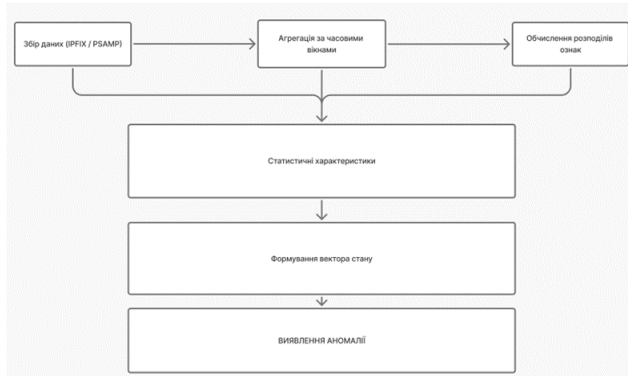 Збір даних (IPFIX / PSAMP)
Агрегація за часовими
вікнами
Обчислення розподілів
ознак
Статистичні характеристики
Формування вектора стану
ВИЯВЛЕННЯ АНОМАЛІЇ